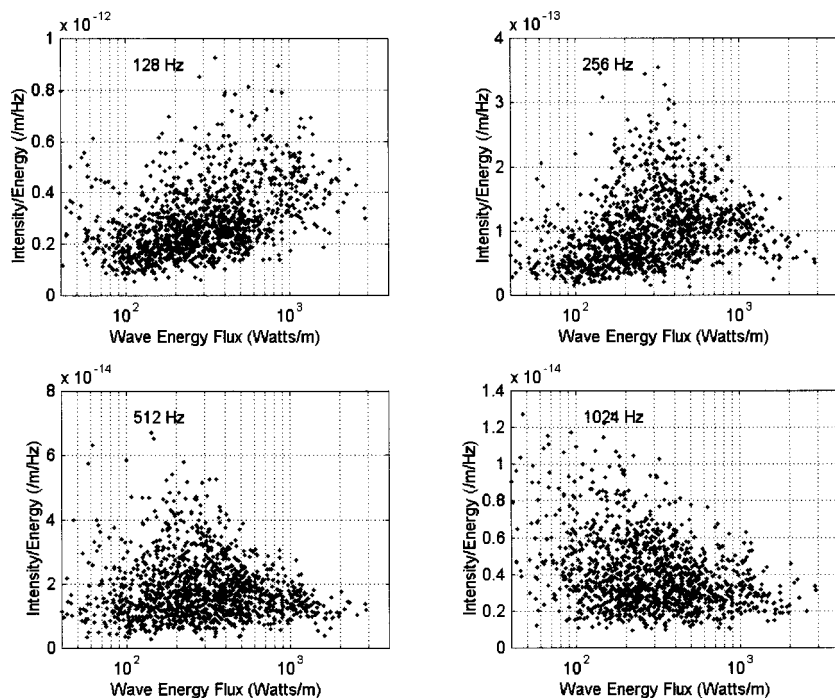 x 10^-12
1
0.8
0.6
0.4
0.2
0
128 Hz
Intensity/Energy (/m/Hz)
10^2
10^3
Wave Energy Flux (Watts/m)
x 10^-13
4
3
2
1
0
256 Hz
Intensity/Energy (/m/Hz)
10^2
10^3
Wave Energy Flux (Watts/m)
x 10^-14
8
6
4
2
0
512 Hz
Intensity/Energy (/m/Hz)
10^2
10^3
Wave Energy Flux (Watts/m)
x 10^-14
1.4
1.2
1
0.8
0.6
0.4
0.2
0
1024 Hz
Intensity/Energy (/m/Hz)
10^2
10^3
Wave Energy Flux (Watts/m)